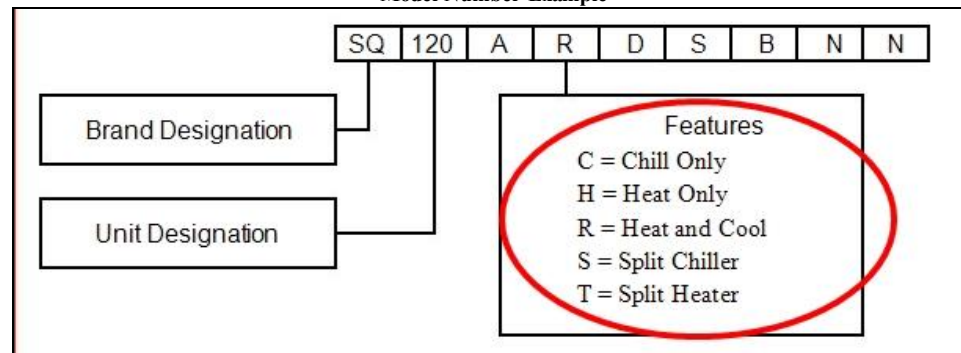 Model Number Example
SQ 120 A R D S B N N
Brand Designation
Unit Designation
Features
C = Chill Only
H = Heat Only
R = Heat and Cool
S = Split Chiller
T = Split Heater